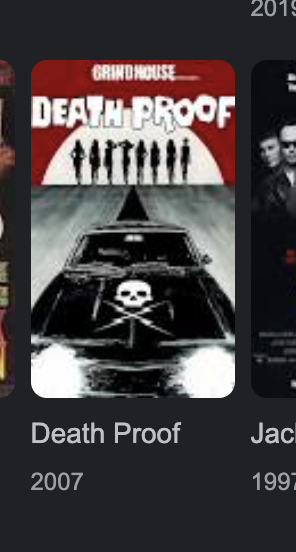 2019
GRINDHOUSE
DEATH PROOF
Death Proof
Jack
2007
1997